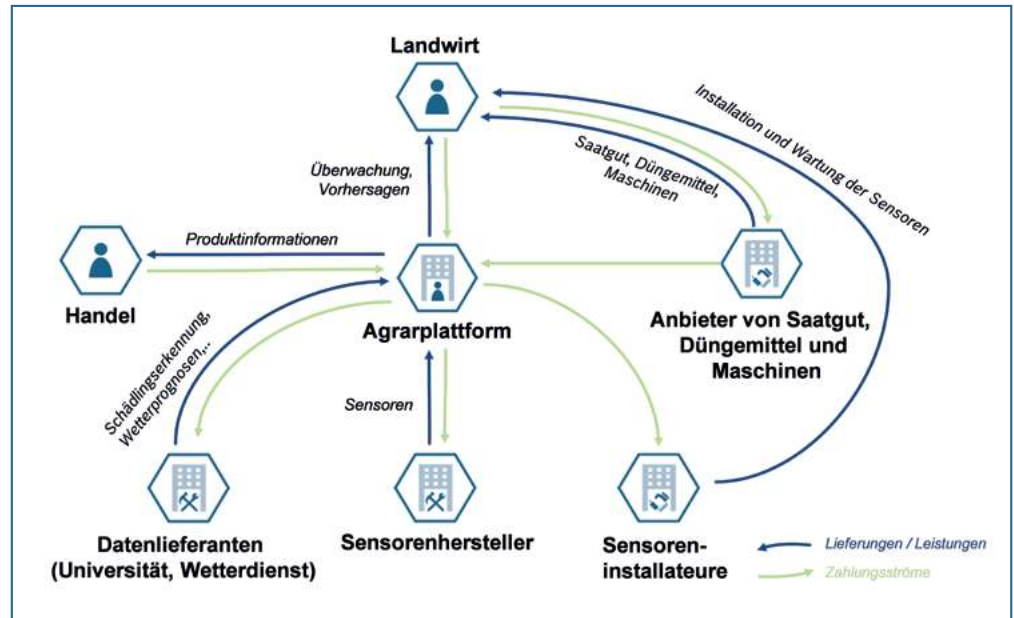 Landwirt
Installation und Wartung der Sensoren
Saatgut, Düngemittel,
Maschinen
Überwachung,
Vorhersagen
Produktinformationen
Handel
Agrarplattform
Anbieter von Saatgut,
Düngemittel und
Maschinen
Schädlingserkennung,
Wetterprognosen,..
Sensoren
Datenlieferanten
(Universität, Wetterdienst)
Sensorenhersteller
Sensoren-
installateure
Lieferungen / Leistungen
Zahlungsströme